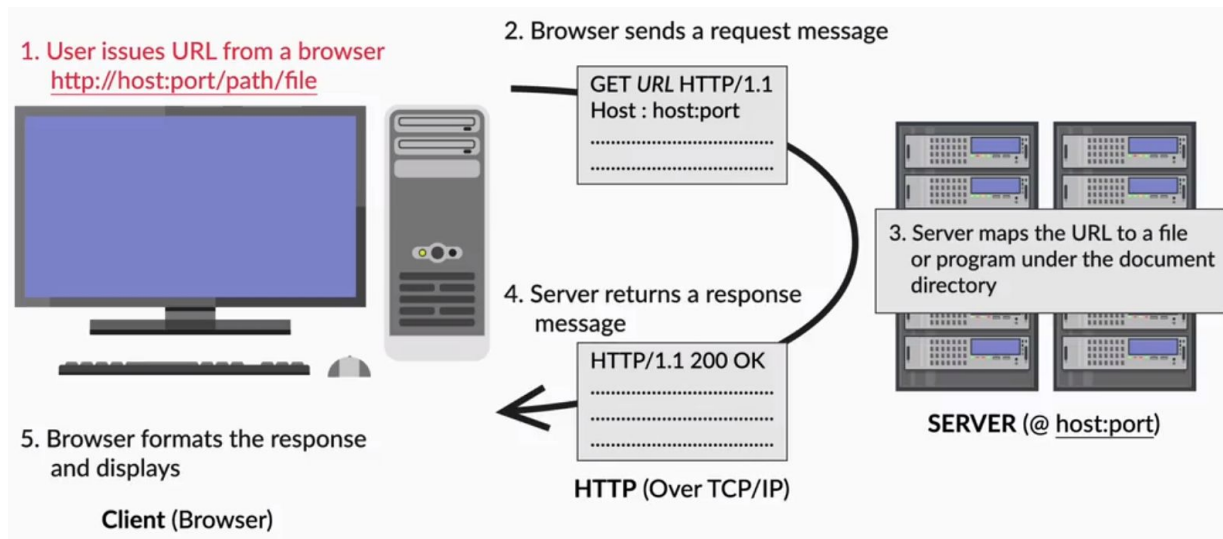 1. User issues URL from a browser
http://host:port/path/file
2. Browser sends a request message
GET URL HTTP/1.1
Host : host:port
................................
................................
3. Server maps the URL to a file
or program under the document
directory
4. Server returns a response
message
HTTP/1.1 200 OK
................................
................................
................................
HTTP (Over TCP/IP)
SERVER (@ host:port)
5. Browser formats the response
and displays
Client (Browser)